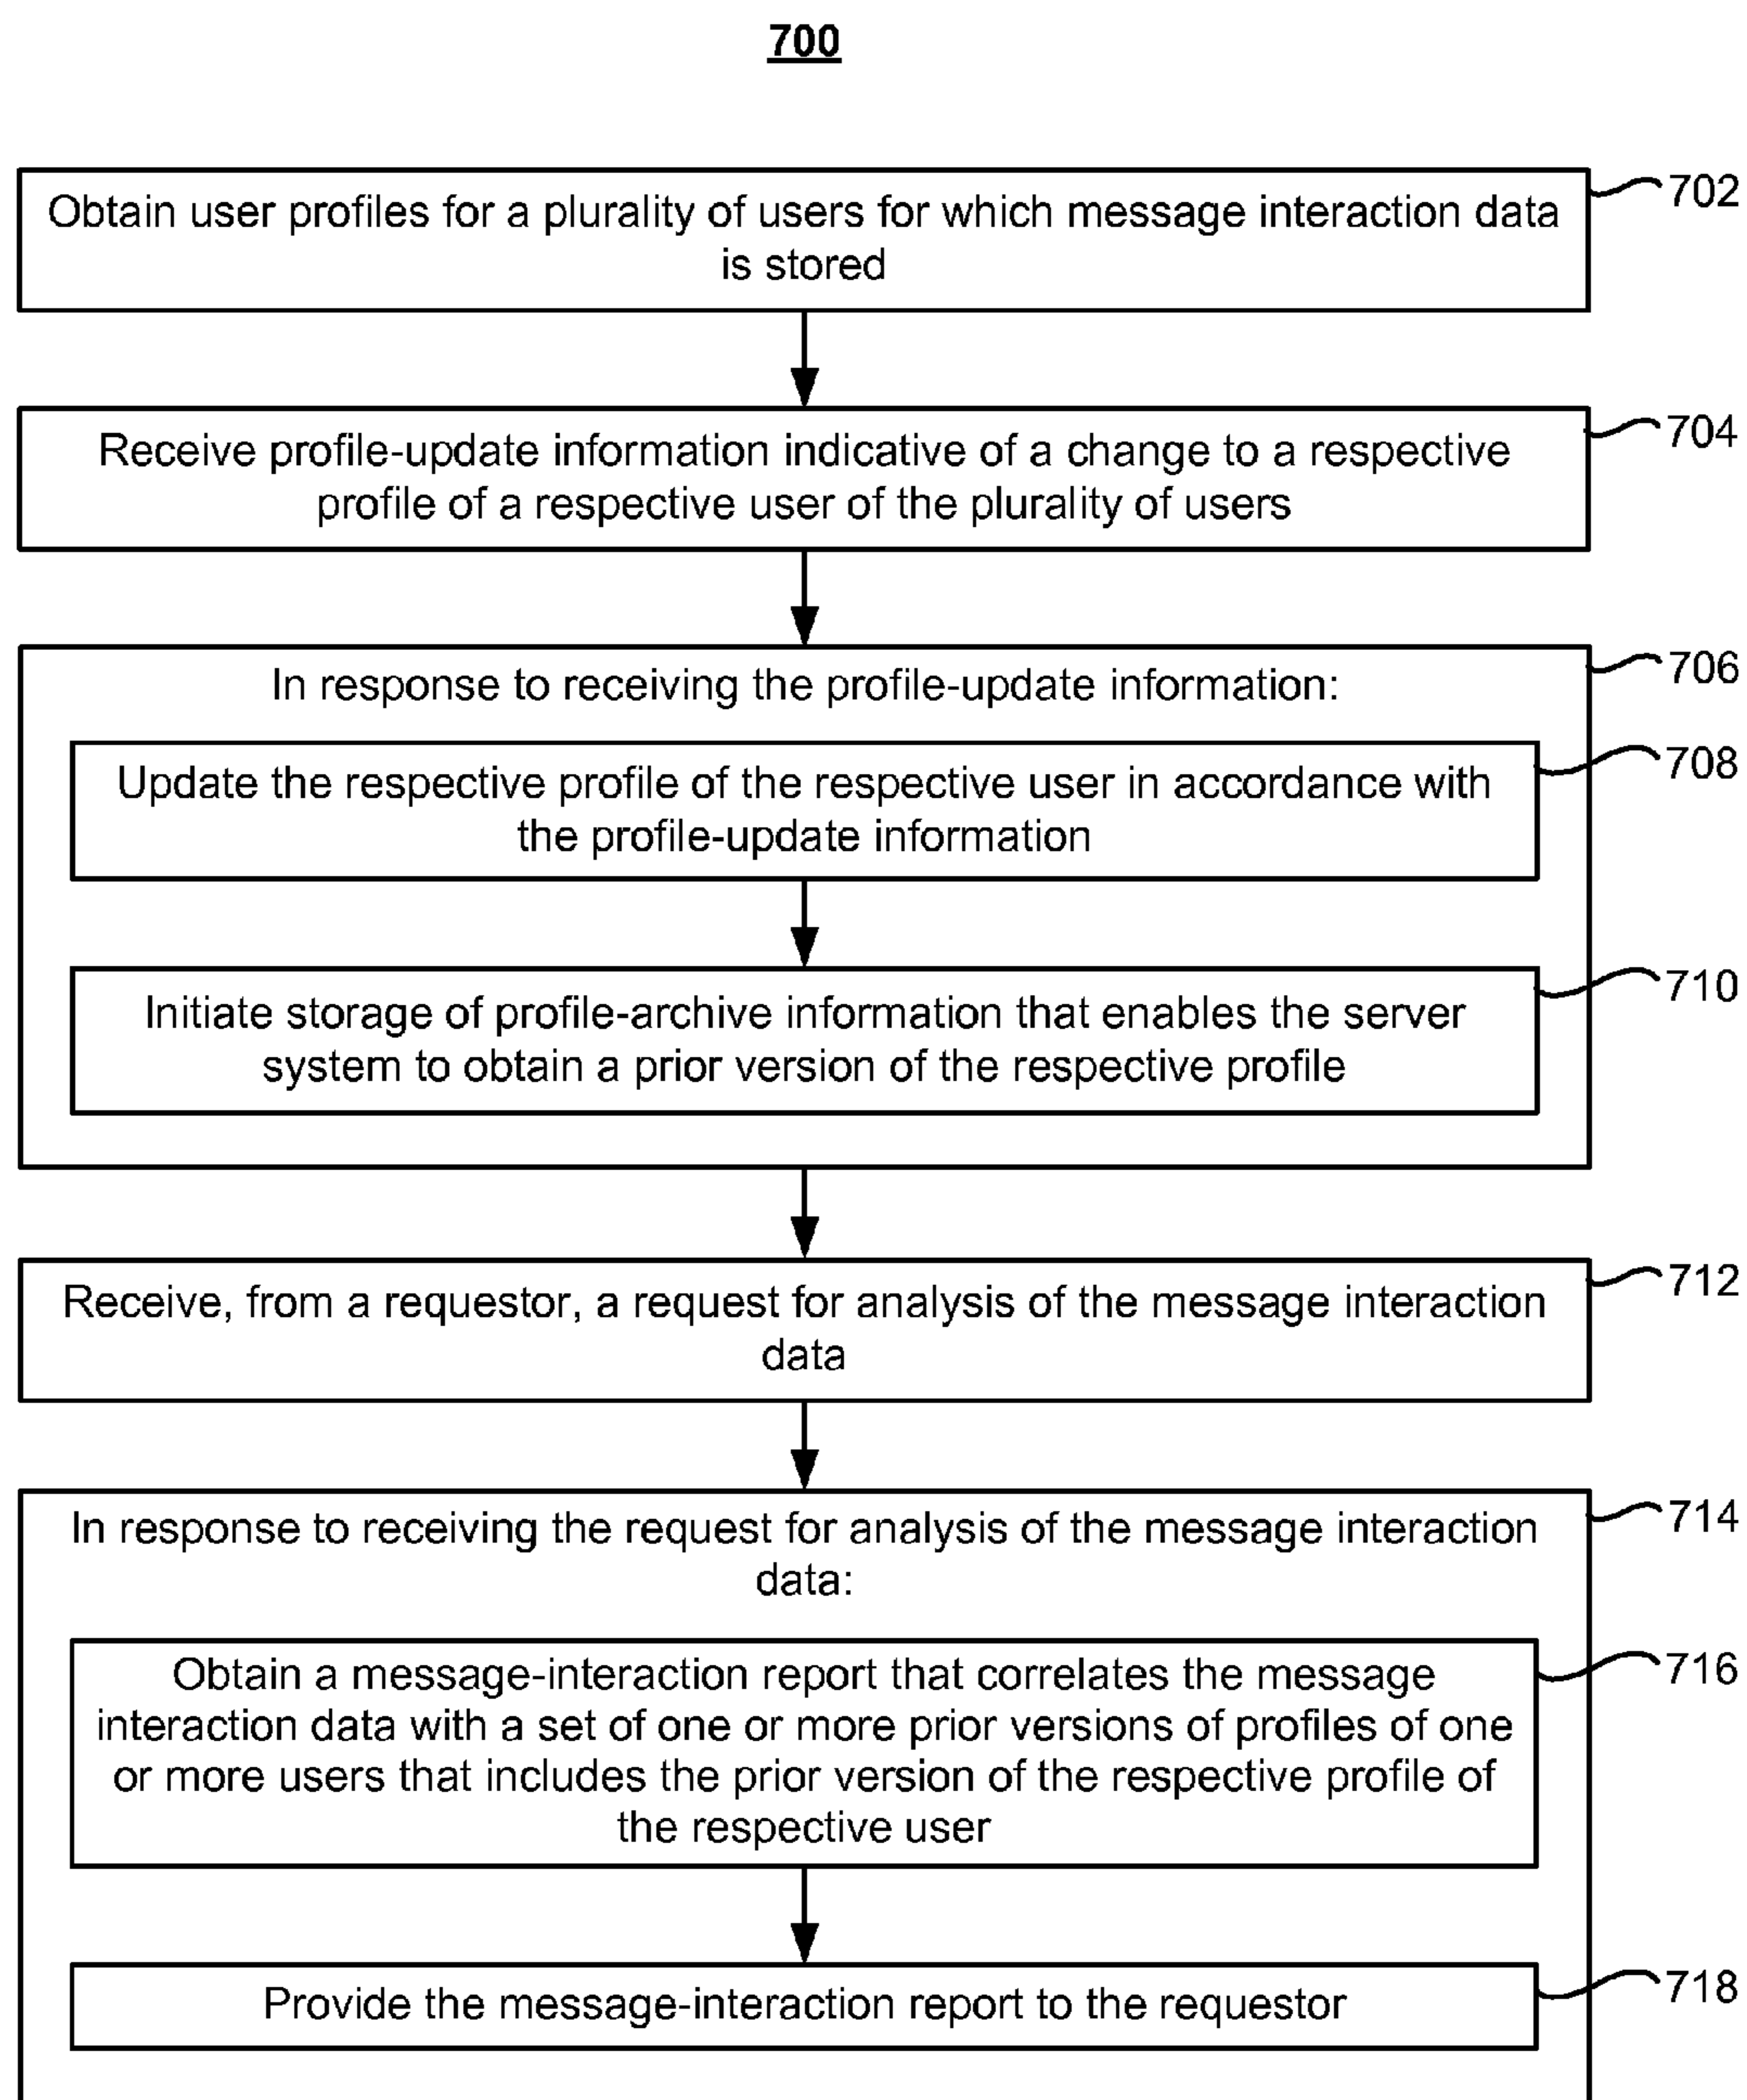 700
702
Obtain user profiles for a plurality of users for which message interaction data
is stored
704
Receive profile-update information indicative of a change to a respective
profile of a respective user of the plurality of users
706
In response to receiving the profile-update information:
708
Update the respective profile of the respective user in accordance with
the profile-update information
710
Initiate storage of profile-archive information that enables the server
system to obtain a prior version of the respective profile
712
Receive, from a requestor, a request for analysis of the message interaction
data
714
In response to receiving the request for analysis of the message interaction
data:
716
Obtain a message-interaction report that correlates the message
interaction data with a set of one or more prior versions of profiles of one
or more users that includes the prior version of the respective profile of
the respective user
718
Provide the message-interaction report to the requestor